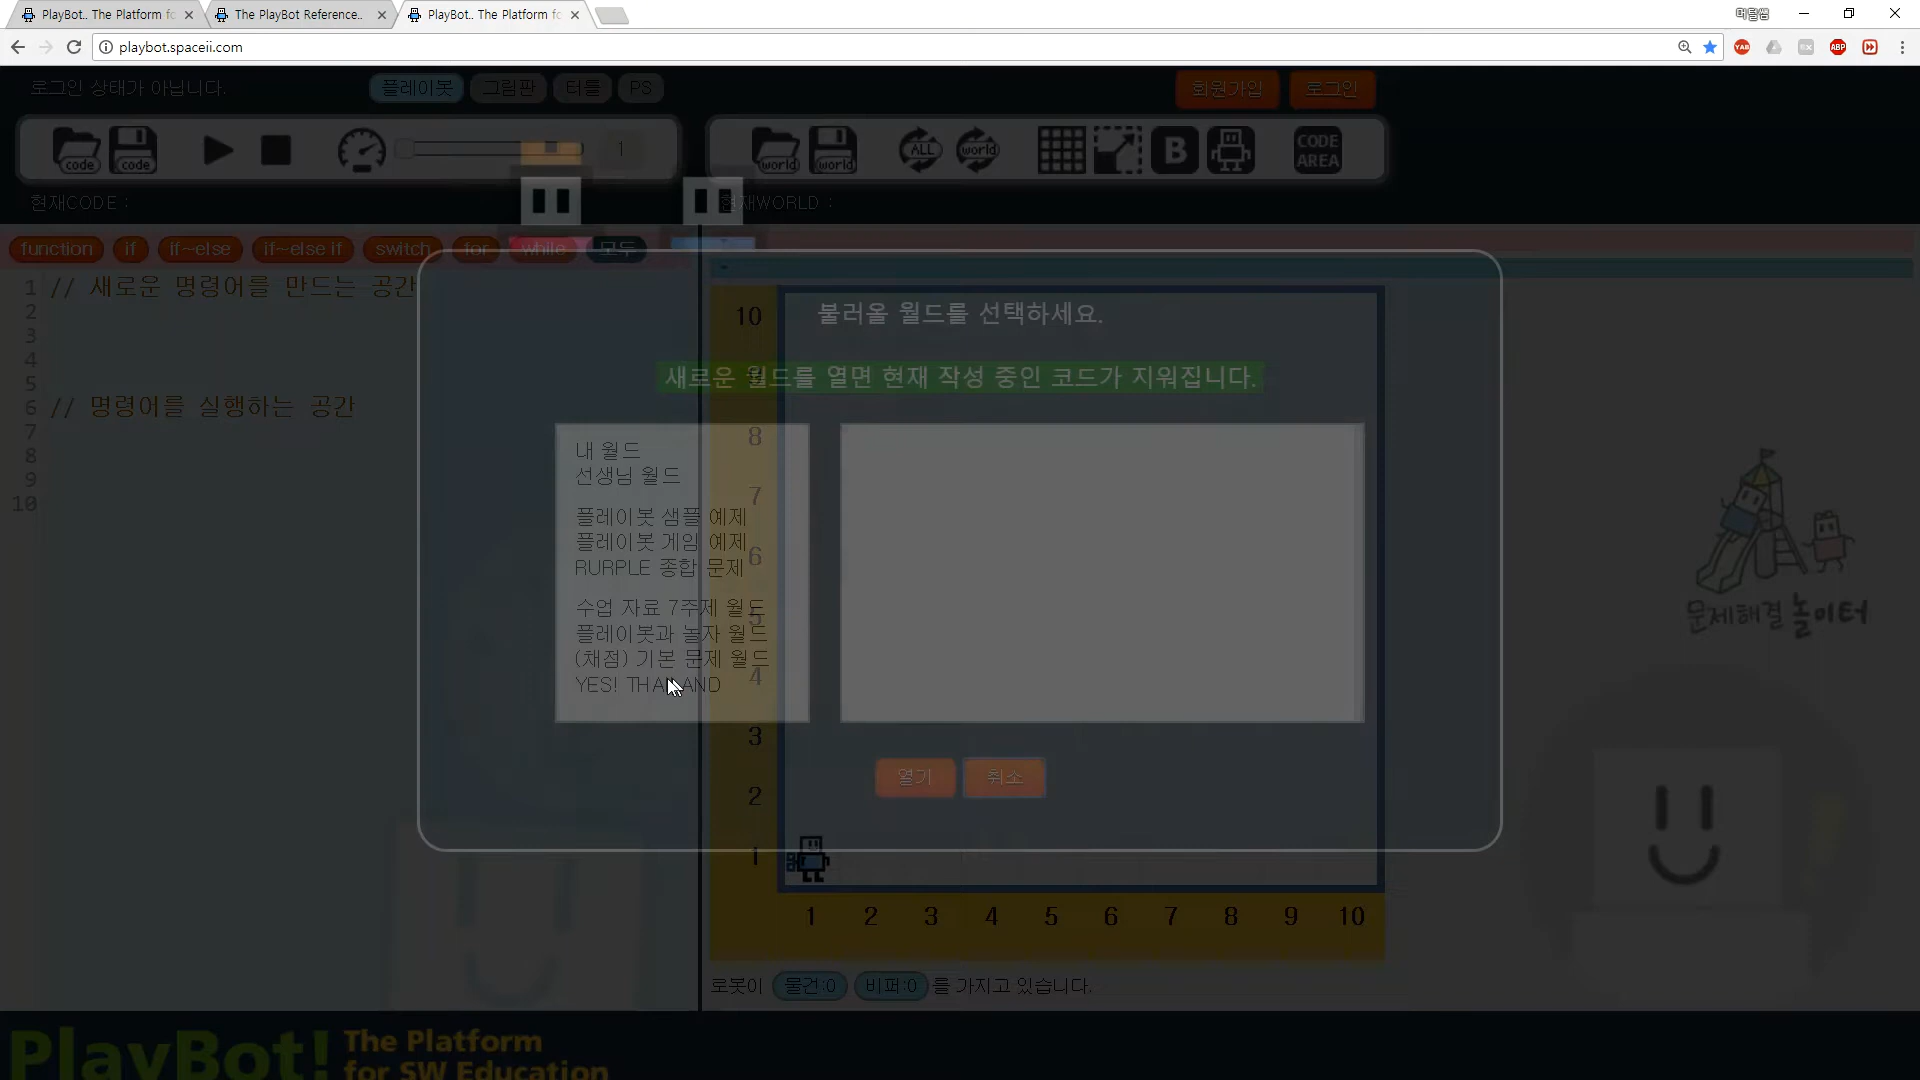 PlayBot.. The Platform fo
The PlayBot Reference..
PlayBot.. The Platform fo
머털쌤
playbot.spaceii.com
로그인 상태가 아닙니다.
플레이봇
그림판
터틀
PS
회원가입
로그인
code
code
1
world
world
ALL
world
B
CODE
AREA
현재CODE :
현재WORLD :
function
if
if~else
if~else if
switch
for
while
모두
1 // 새로운 명령어를 만드는 공간
2
3
4
5
6 // 명령어를 실행하는 공간
7
8
9
10
불러올 월드를 선택하세요.
새로운 월드를 열면 현재 작성 중인 코드가 지워집니다.
내 월드
선생님 월드
플레이봇 샘플 예제
플레이봇 게임 예제
RURPLE 종합 문제
수업 자료 7주제 월드
플레이봇과 놀자 월드
(채점) 기본 문제 월드
YES! THAILAND
열기
취소
10
8
7
6
5
4
3
2
1
1 2 3 4 5 6 7 8 9 10
문제해결 놀이터
로봇이 물건:0 비퍼:0 를 가지고 있습니다.
PlayBot! The Platform
for SW Education